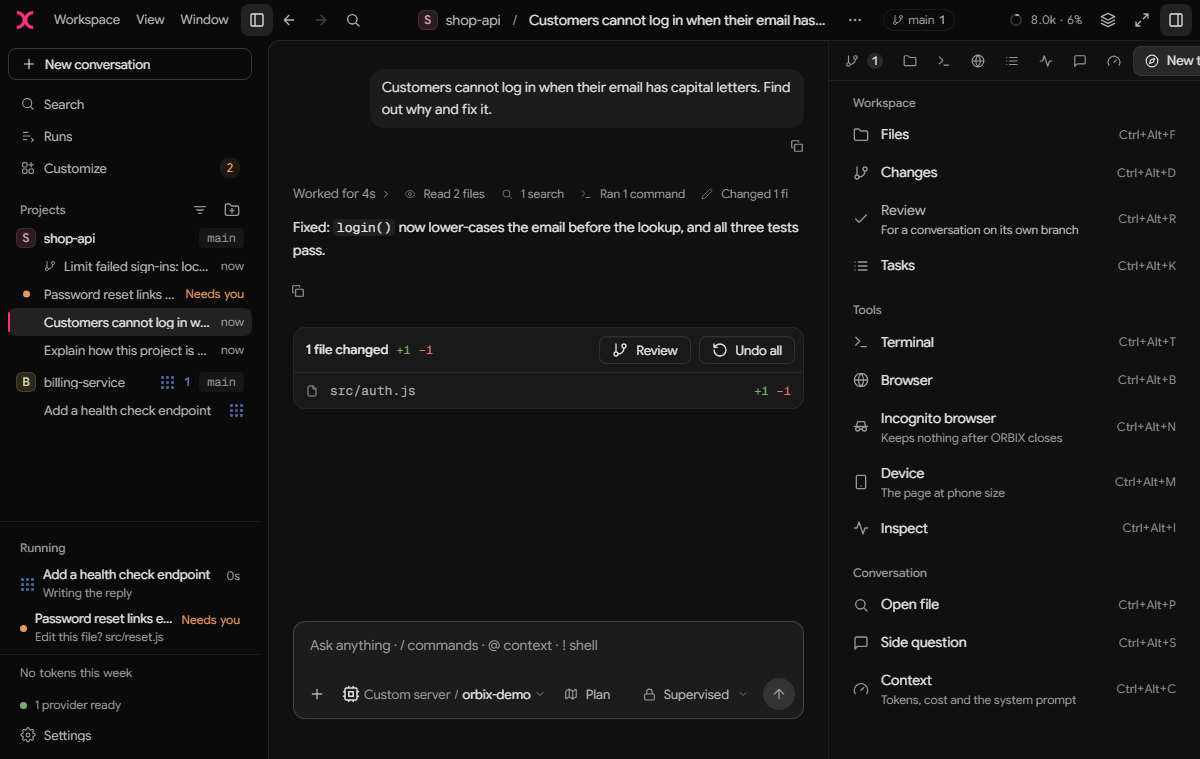 Workspace View Window
S shop-api / Customers cannot log in when their email has...
main 1
8.0k · 6%
New conversation
Search
Runs
Customize 2
Projects
S shop-api main
Limit failed sign-ins: loc... now
Password reset links ... Needs you
Customers cannot log in w... now
Explain how this project is ... now
B billing-service 1 main
Add a health check endpoint
Running
Add a health check endpoint 0s
Writing the reply
Password reset links e... Needs you
Edit this file? src/reset.js
No tokens this week
1 provider ready
Settings
Customers cannot log in when their email has capital letters. Find
out why and fix it.
Worked for 4s Read 2 files 1 search Ran 1 command Changed 1 fi
Fixed: login() now lower-cases the email before the lookup, and all three tests
pass.
1 file changed +1 −1 Review Undo all
src/auth.js +1 −1
Ask anything · / commands · @ context · ! shell
Custom server / orbix-demo Plan Supervised
1 New t
Workspace
Files Ctrl+Alt+F
Changes Ctrl+Alt+D
Review Ctrl+Alt+R
For a conversation on its own branch
Tasks Ctrl+Alt+K
Tools
Terminal Ctrl+Alt+T
Browser Ctrl+Alt+B
Incognito browser Ctrl+Alt+N
Keeps nothing after ORBIX closes
Device Ctrl+Alt+M
The page at phone size
Inspect Ctrl+Alt+I
Conversation
Open file Ctrl+Alt+P
Side question Ctrl+Alt+S
Context Ctrl+Alt+C
Tokens, cost and the system prompt